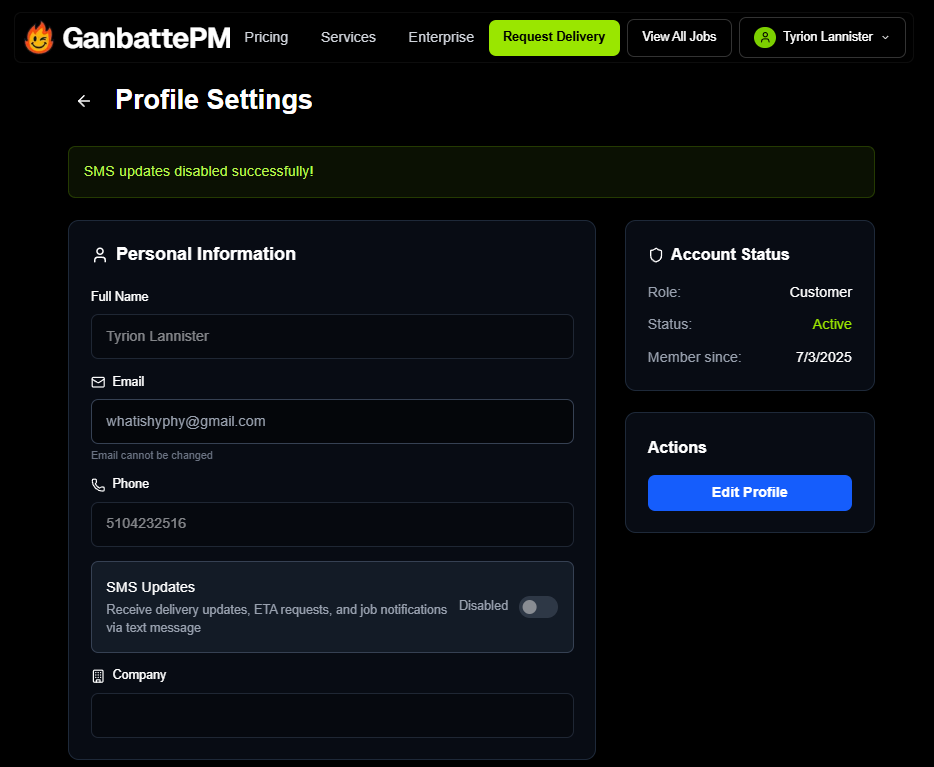 GanbattePM
Pricing
Services
Enterprise
Request Delivery
View All Jobs
Tyrion Lannister
Profile Settings
SMS updates disabled successfully!
Personal Information
Full Name
Tyrion Lannister
Email
whatishyphy@gmail.com
Email cannot be changed
Phone
5104232516
SMS Updates
Receive delivery updates, ETA requests, and job notifications
via text message
Disabled
Company
Account Status
Role: Customer
Status: Active
Member since: 7/3/2025
Actions
Edit Profile